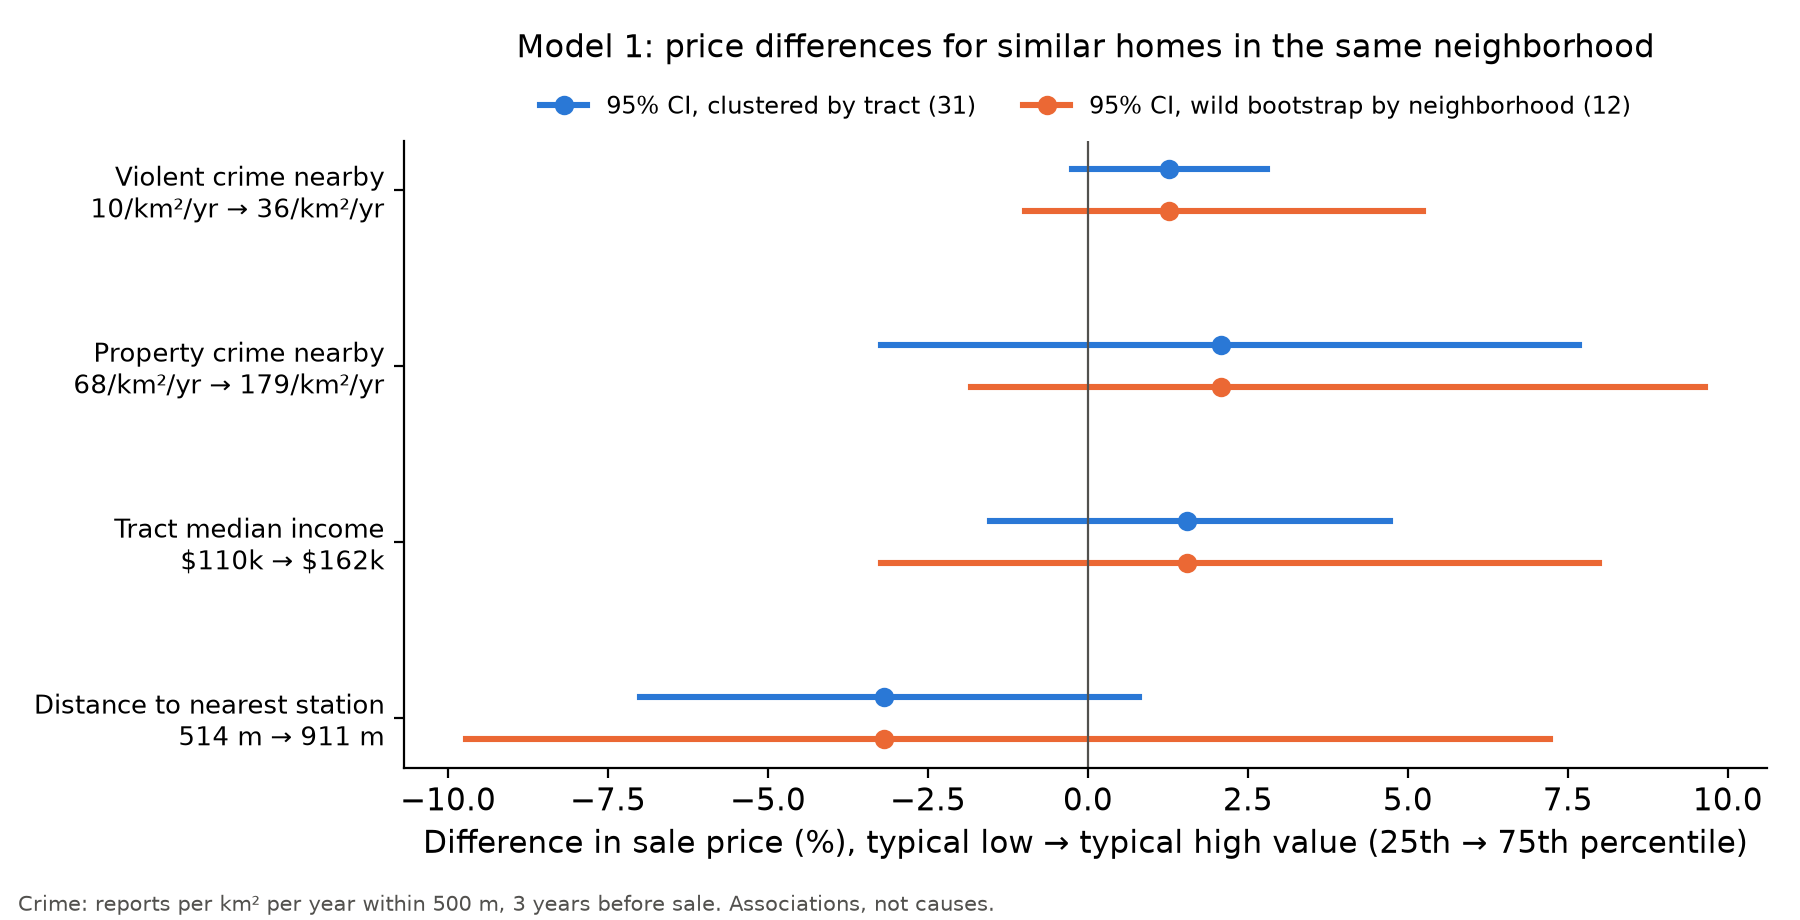 Model 1: price differences for similar homes in the same neighborhood
95% CI, clustered by tract (31)
95% CI, wild bootstrap by neighborhood (12)
Violent crime nearby
10/km²/yr → 36/km²/yr
Property crime nearby
68/km²/yr → 179/km²/yr
Tract median income
$110k → $162k
Distance to nearest station
514 m → 911 m
−10.0 −7.5 −5.0 −2.5 0.0 2.5 5.0 7.5 10.0
Difference in sale price (%), typical low → typical high value (25th → 75th percentile)
Crime: reports per km² per year within 500 m, 3 years before sale. Associations, not causes.